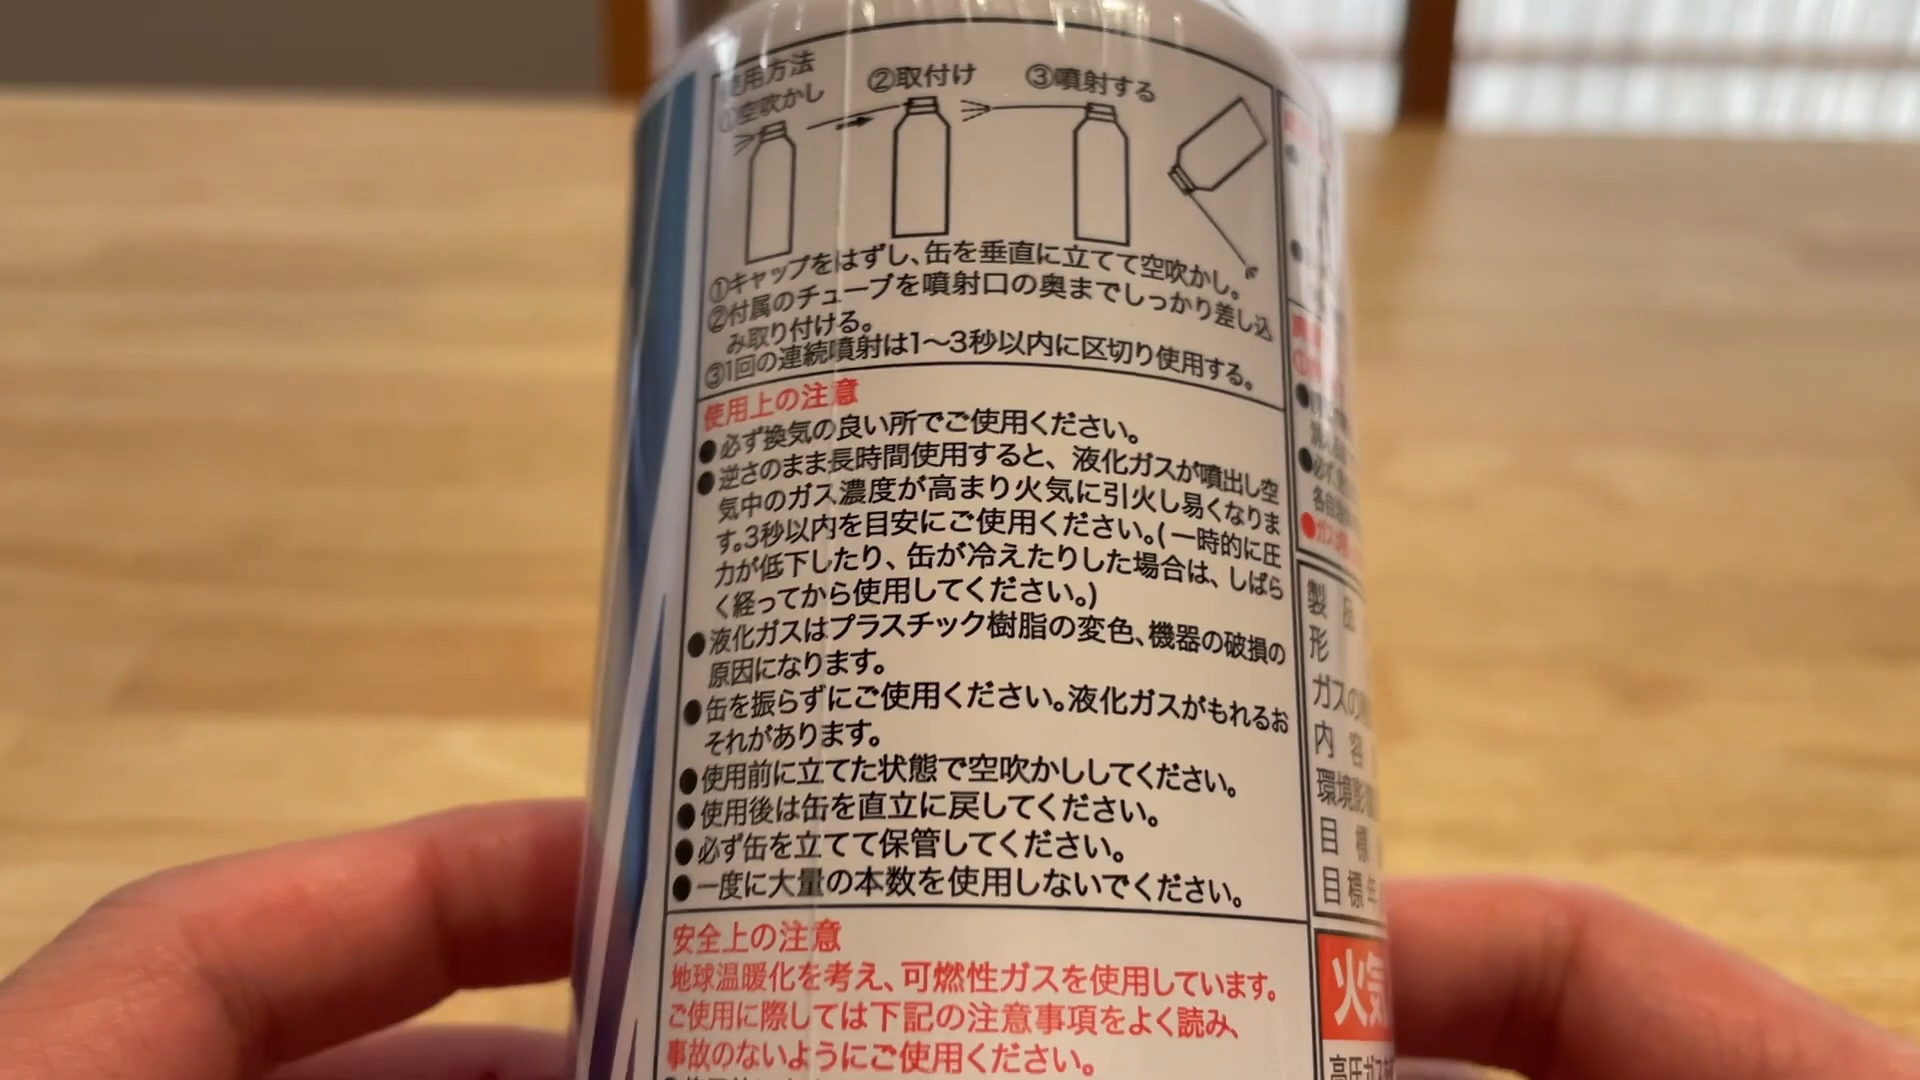 使用方法
①空吹かし
②取付け
③噴射する
①キャップをはずし、缶を垂直に立てて空吹かし。
②付属のチューブを噴射口の奥までしっかり差し込
み取り付ける。
③1回の連続噴射は1〜3秒以内に区切り使用する。
使用上の注意
●必ず換気の良い所でご使用ください。
●逆さのまま長時間使用すると、液化ガスが噴出し空
気中のガス濃度が高まり火気に引火し易くなりま
す。3秒以内を目安にご使用ください。(一時的に圧
力が低下したり、缶が冷えたりした場合は、しばら
く経ってから使用してください。)
●液化ガスはプラスチック樹脂の変色、機器の破損の
原因になります。
●缶を振らずにご使用ください。液化ガスがもれるお
それがあります。
●使用前に立てた状態で空吹かししてください。
●使用後は缶を直立に戻してください。
●必ず缶を立てて保管してください。
●一度に大量の本数を使用しないでください。
安全上の注意
地球温暖化を考え、可燃性ガスを使用しています。
ご使用に際しては下記の注意事項をよく読み、
事故のないようにご使用ください。
製 品
形
ガスの
内 容
環境影
目 標
目 標 年
火気
高圧ガス